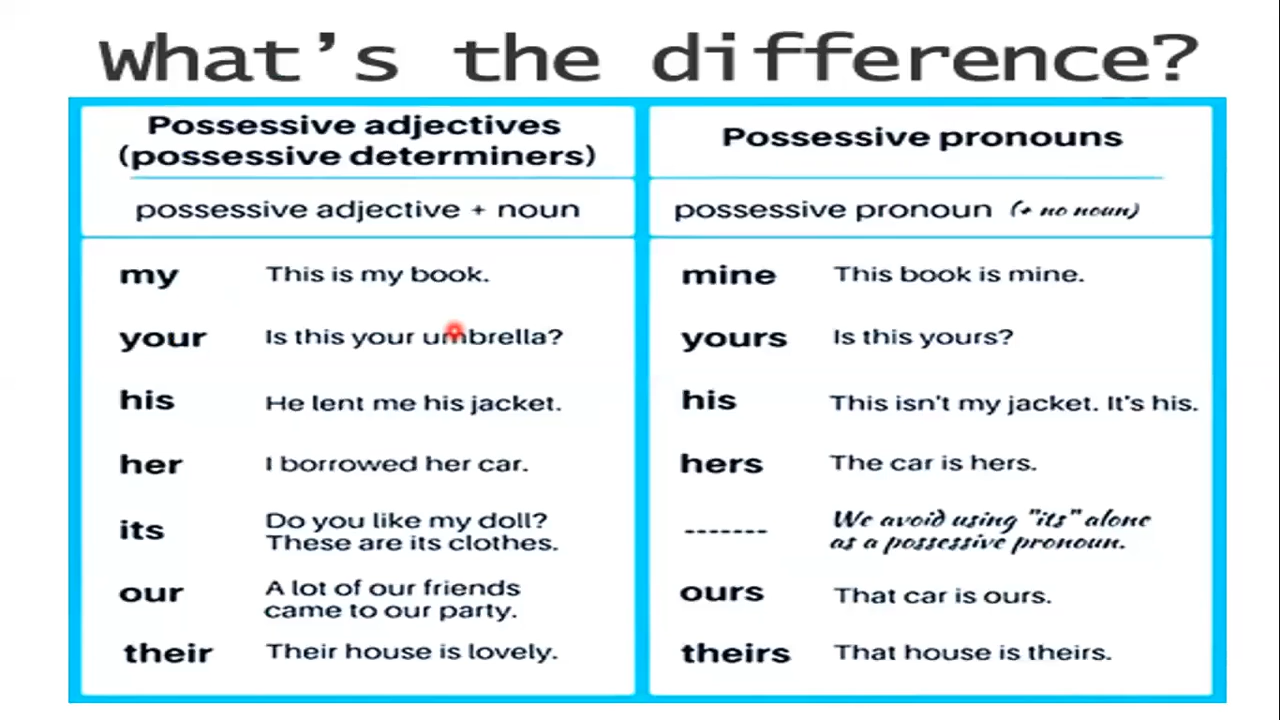 What's the difference?
Possessive adjectives
(possessive determiners)
possessive adjective + noun
my This is my book.
your Is this your umbrella?
his He lent me his jacket.
her I borrowed her car.
its Do you like my doll?
These are its clothes.
our A lot of our friends
came to our party.
their Their house is lovely.
Possessive pronouns
possessive pronoun (+ no noun)
mine This book is mine.
yours Is this yours?
his This isn't my jacket. It's his.
hers The car is hers.
------- We avoid using "its" alone
as a possessive pronoun.
ours That car is ours.
theirs That house is theirs.